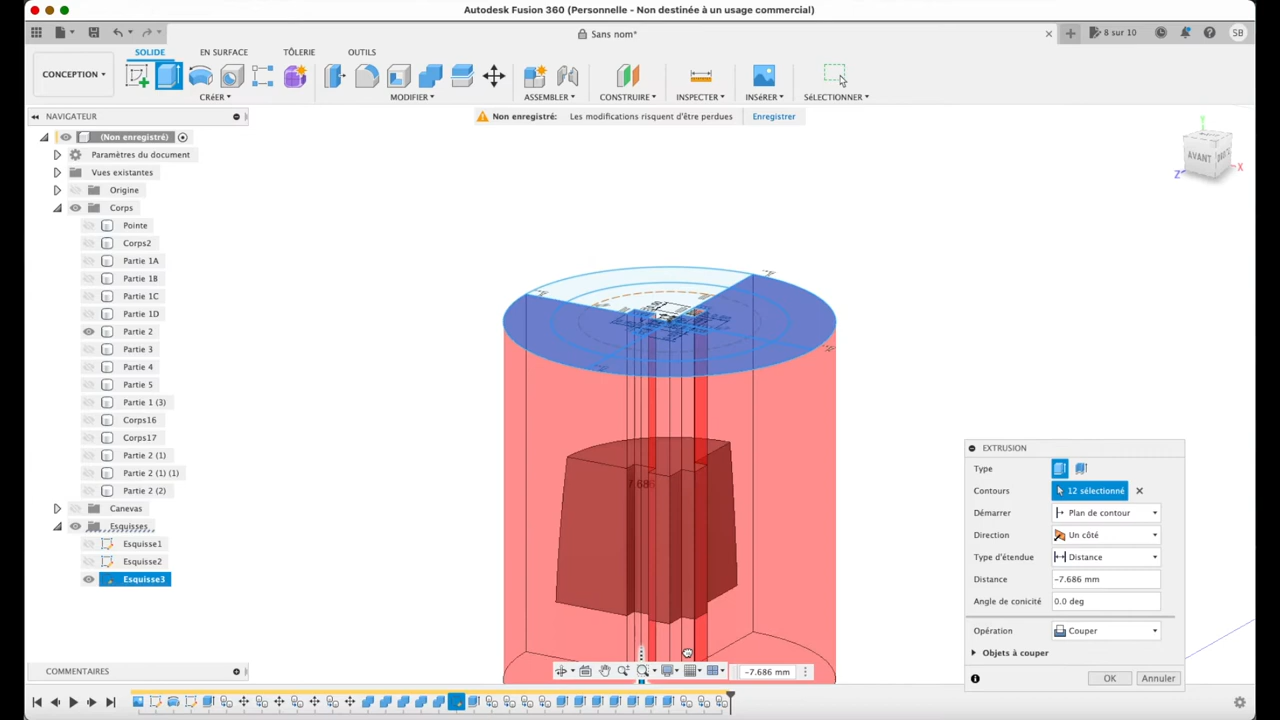 Autodesk Fusion 360 (Personnelle - Non destinée à un usage commercial)
Sans nom*
8 sur 10
SB
SOLIDE
EN SURFACE
TÔLERIE
OUTILS
CONCEPTION
CRÉER
MODIFIER
ASSEMBLER
CONSTRUIRE
INSPECTER
INSÉRER
SÉLECTIONNER
NAVIGATEUR
Non enregistré:
Les modifications risquent d'être perdues
Enregistrer
(Non enregistré)
Paramètres du document
Vues existantes
Origine
Corps
Pointe
Corps2
Partie 1A
Partie 1B
Partie 1C
Partie 1D
Partie 2
Partie 3
Partie 4
Partie 5
Partie 1 (3)
Corps16
Corps17
Partie 2 (1)
Partie 2 (1) (1)
Partie 2 (2)
Canevas
Esquisses
Esquisse1
Esquisse2
Esquisse3
COMMENTAIRES
Y
AVANT
Z
X
EXTRUSION
Type
Contours
12 sélectionné
Démarrer
Plan de contour
Direction
Un côté
Type d'étendue
Distance
Distance
-7.686 mm
Angle de conicité
0.0 deg
Opération
Couper
Objets à couper
OK
Annuler
-7.686 mm